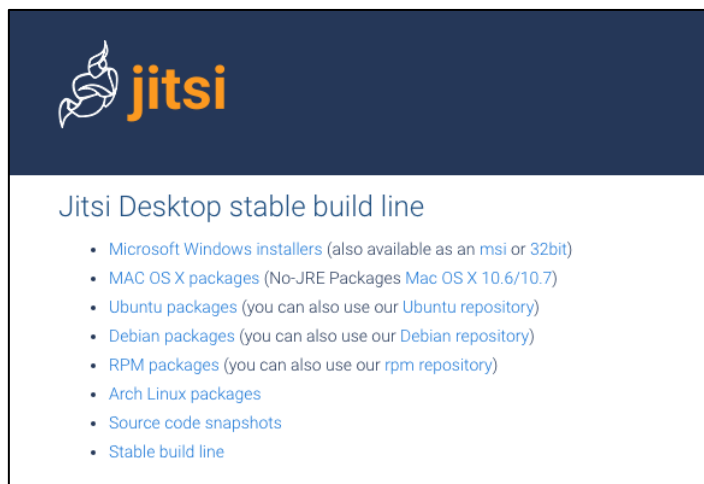 jitsi
Jitsi Desktop stable build line
• Microsoft Windows installers (also available as an msi or 32bit)
• MAC OS X packages (No-JRE Packages Mac OS X 10.6/10.7)
• Ubuntu packages (you can also use our Ubuntu repository)
• Debian packages (you can also use our Debian repository)
• RPM packages (you can also use our rpm repository)
• Arch Linux packages
• Source code snapshots
• Stable build line